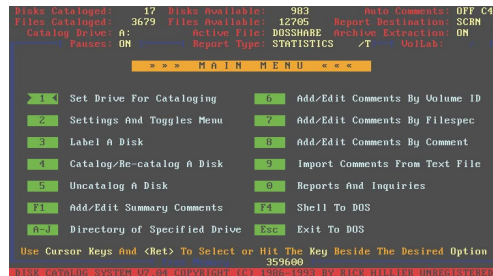 Disks Cataloged: 17 Disks Available: 983 Auto Comments: OFF C4
Files Cataloged: 3679 Files Available: 12705 Report Destination: SCRN
Catalog Drive: A: Active File: DOSSHARE Archive Extraction: ON
Pauses: ON Report Type: STATISTICS /T VolLab:
» » » M A I N M E N U « « «
1 Set Drive For Cataloging 6 Add/Edit Comments By Volume ID
2 Settings And Toggles Menu 7 Add/Edit Comments By Filespec
3 Label A Disk 8 Add/Edit Comments By Comment
4 Catalog/Re-catalog A Disk 9 Import Comments From Text File
5 Uncatalog A Disk 0 Reports And Inquiries
F1 Add/Edit Summary Comments F4 Shell To DOS
A-J Directory of Specified Drive Esc Exit To DOS
Use Cursor Keys And <Ret> To Select or Hit The Key Beside The Desired Option
359600
DISK CATALOG SYSTEM V7.04 COPYRIGHT (C) 1986-1993 BY RICK HILLIER UNREGISTERED